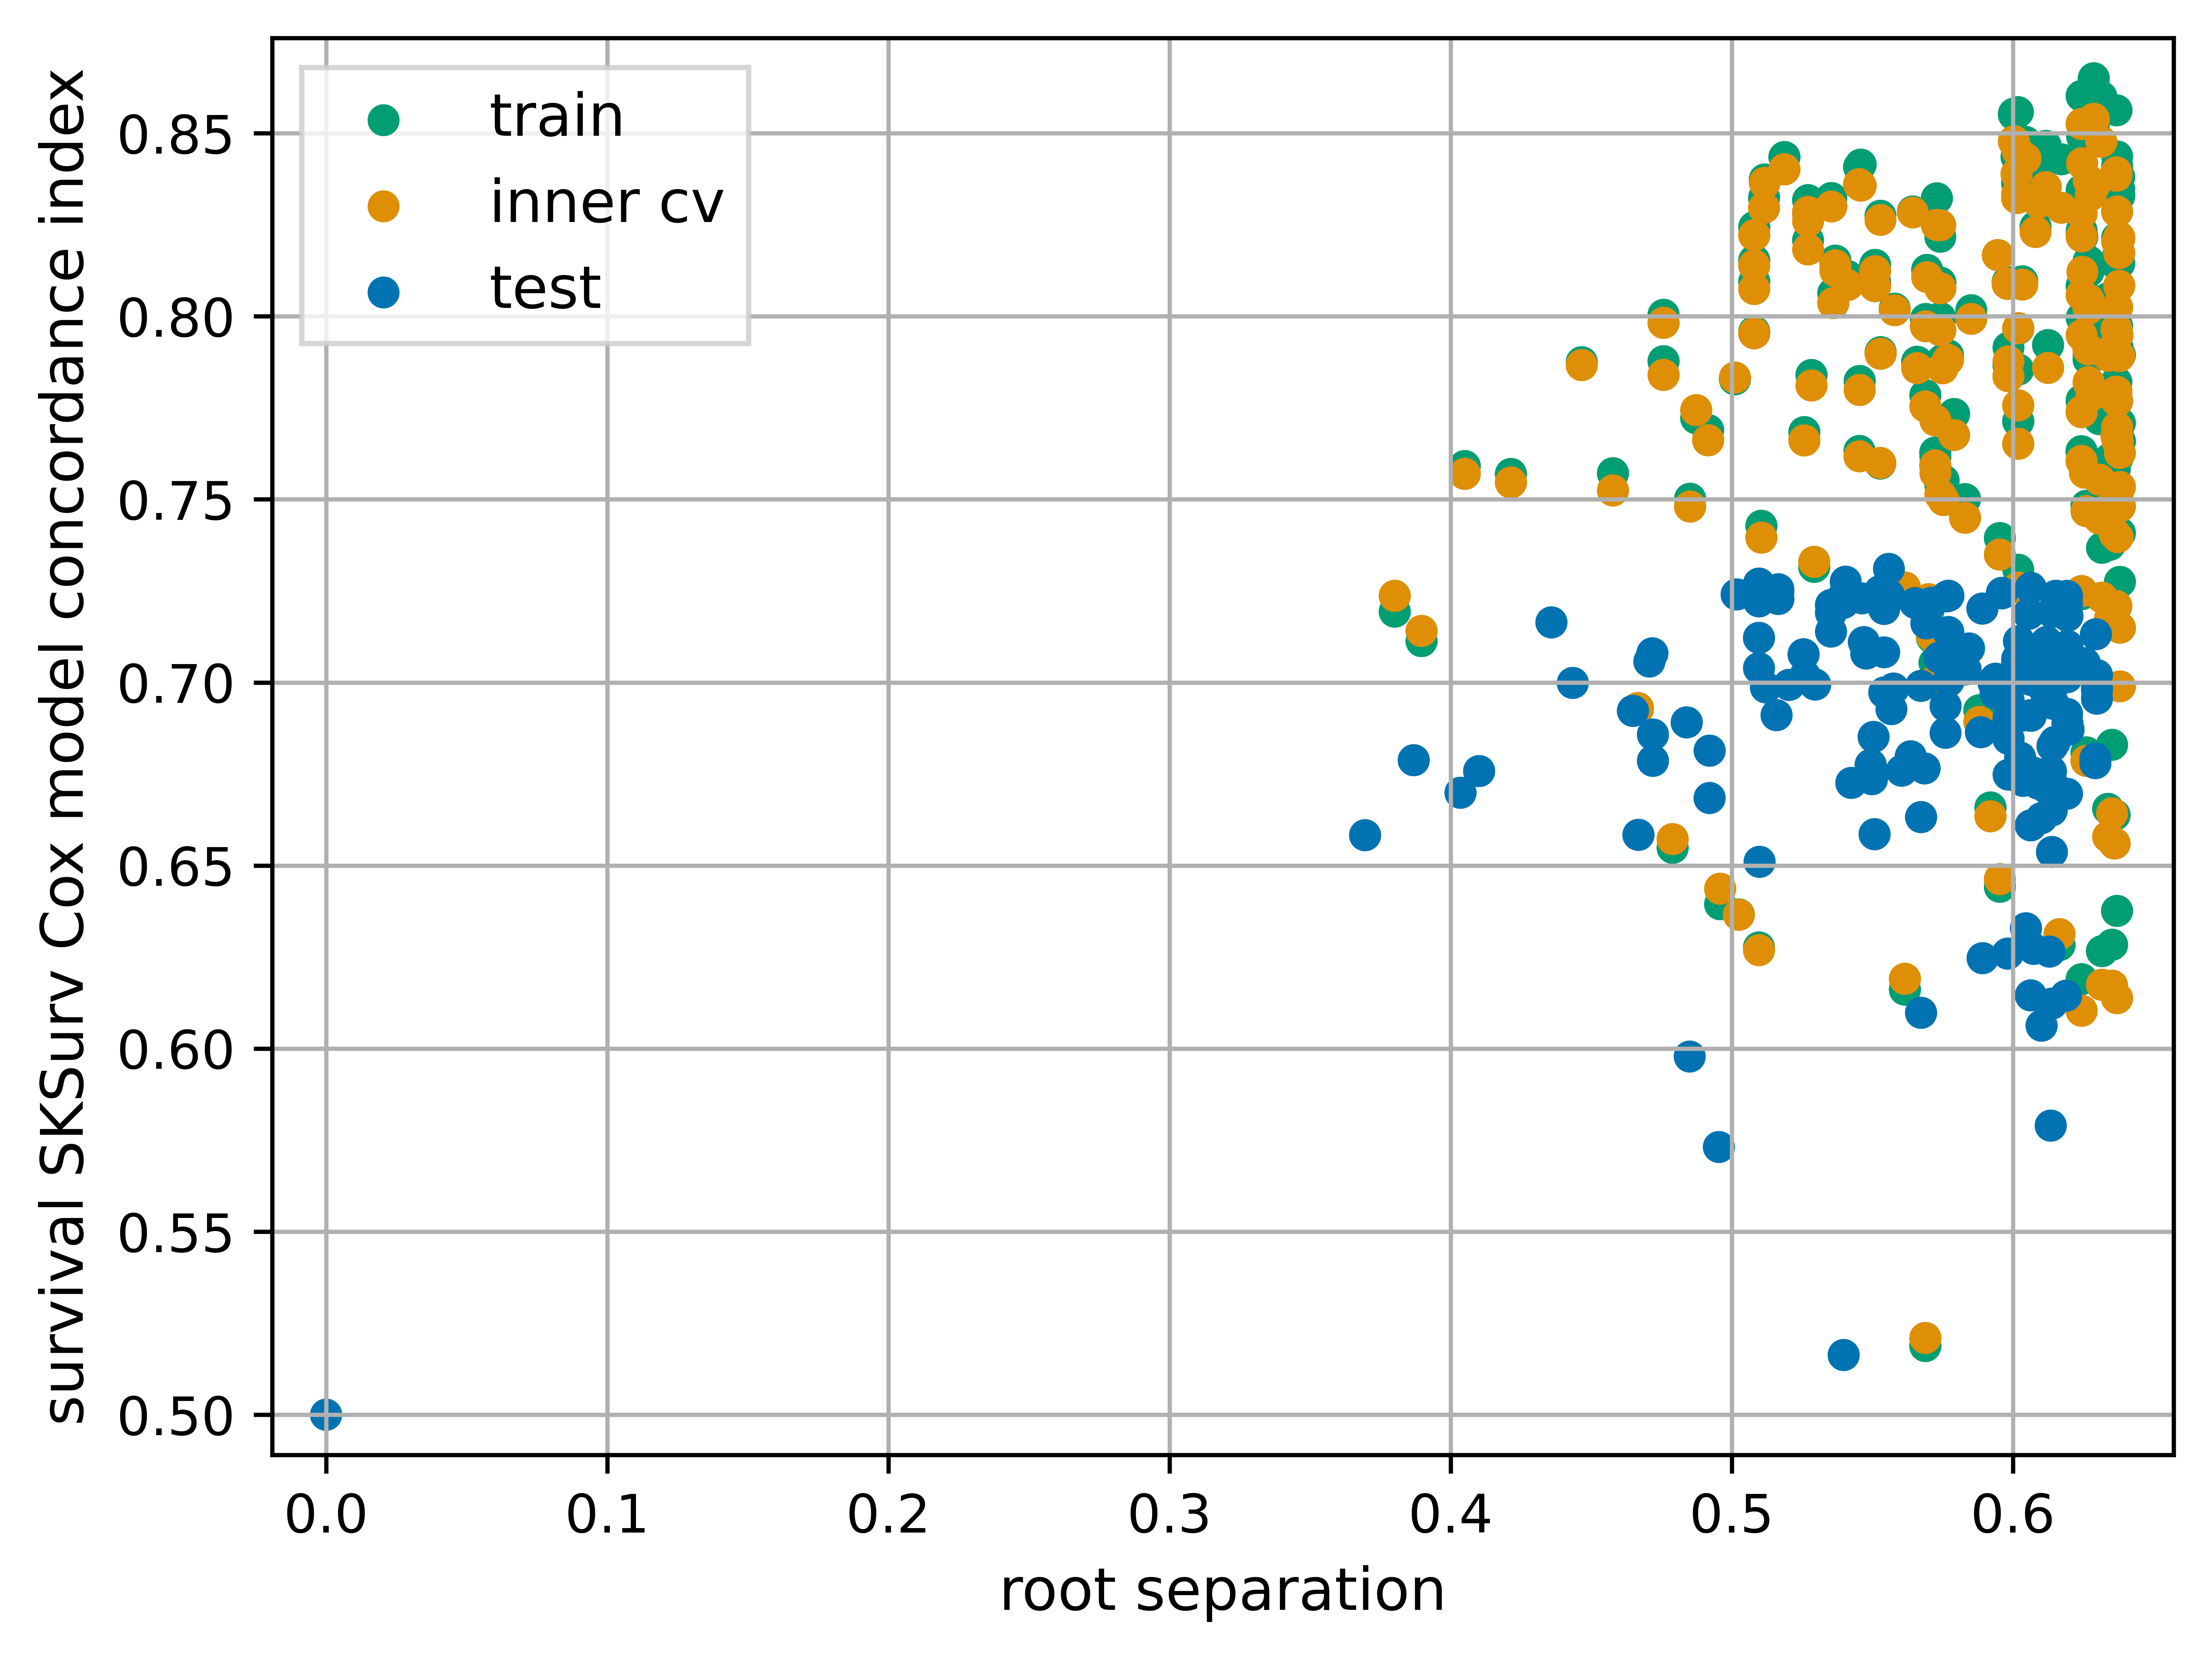 survival SKSurv Cox model concordance index
train
inner cv
test
0.85
0.80
0.75
0.70
0.65
0.60
0.55
0.50
0.0 0.1 0.2 0.3 0.4 0.5 0.6
root separation